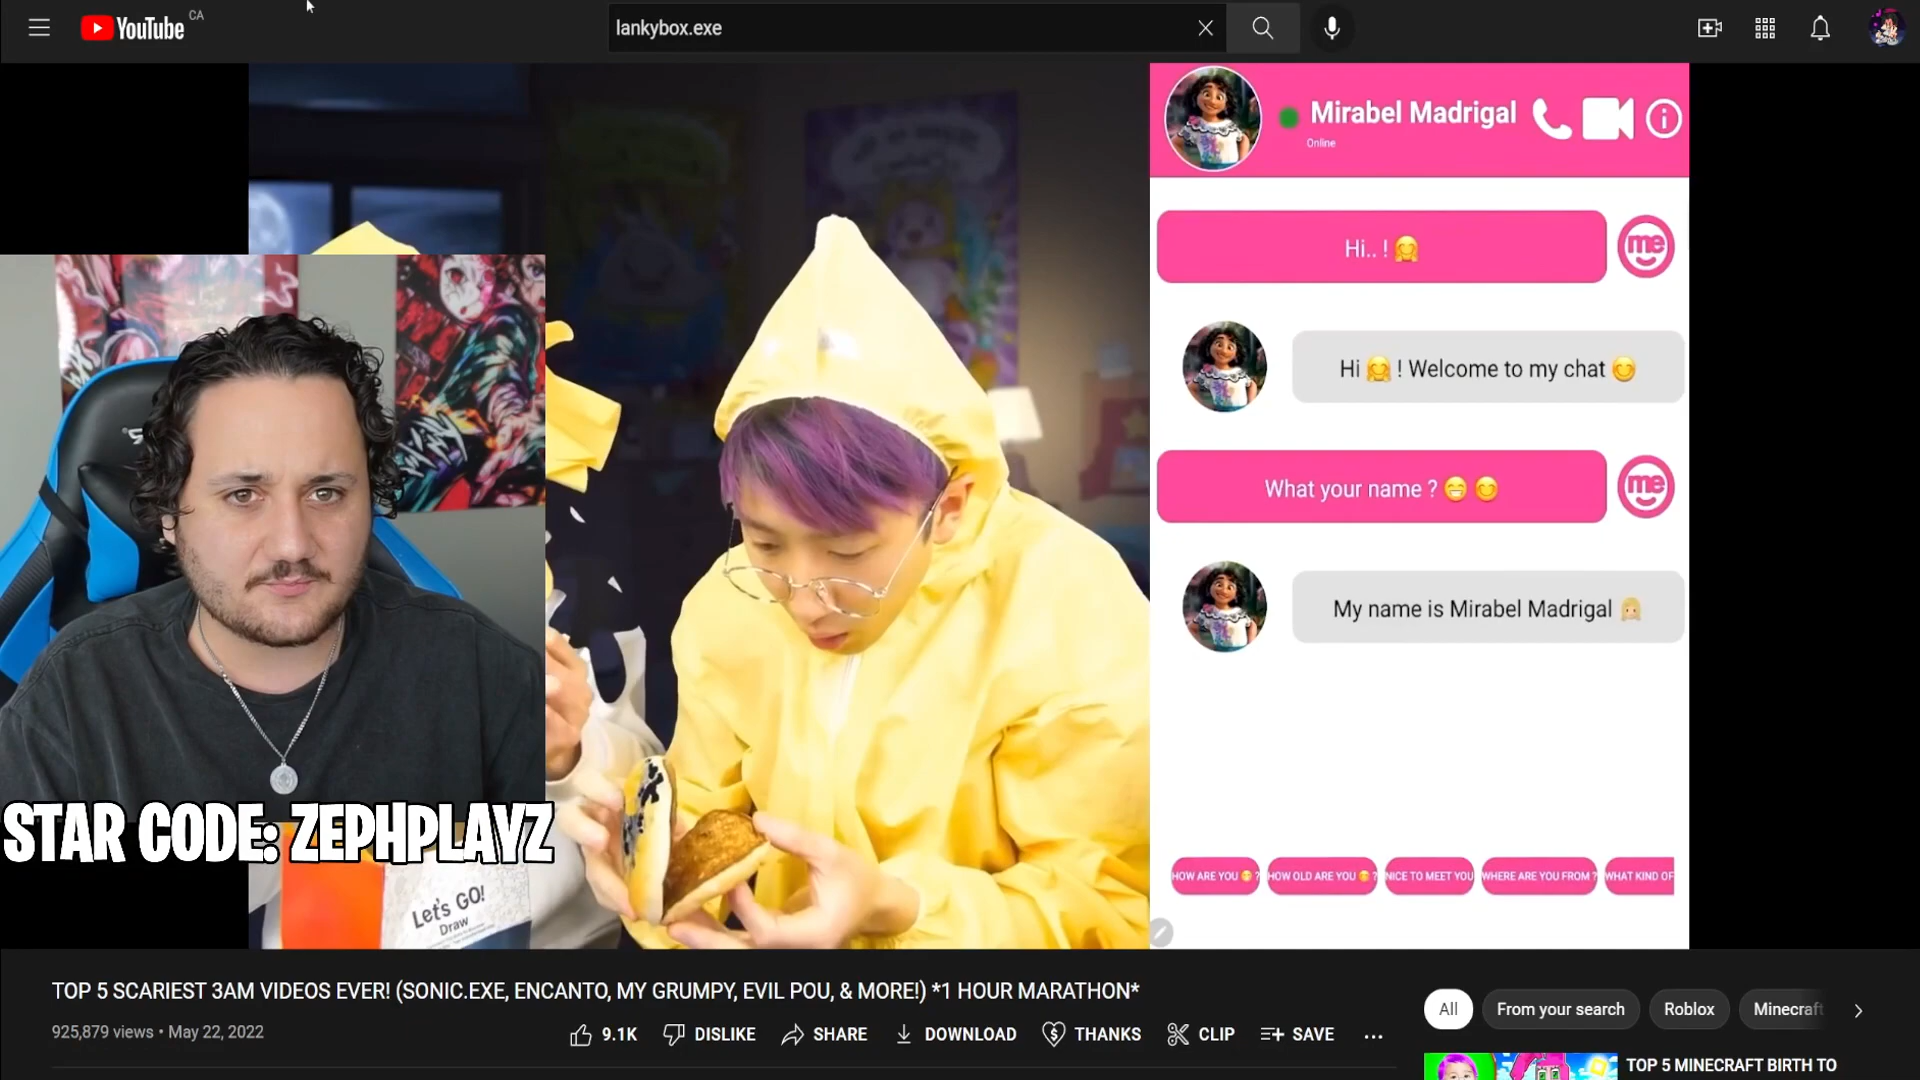 YouTube CA
lankybox.exe
Mirabel Madrigal
Online
Hi.. ! 🤗
me
Hi 🤗 ! Welcome to my chat 😊
What your name ? 😁 😊
me
My name is Mirabel Madrigal 👩🏼
HOW ARE YOU 😊 ?
HOW OLD ARE YOU 😊 ?
NICE TO MEET YOU
WHERE ARE YOU FROM ?
WHAT KIND OF
STAR CODE: ZEPHPLAYZ
Let's GO!
Draw
TOP 5 SCARIEST 3AM VIDEOS EVER! (SONIC.EXE, ENCANTO, MY GRUMPY, EVIL POU, & MORE!) *1 HOUR MARATHON*
925,879 views • May 22, 2022
9.1K
DISLIKE
SHARE
DOWNLOAD
THANKS
CLIP
SAVE
All
From your search
Roblox
Minecraft
TOP 5 MINECRAFT BIRTH TO